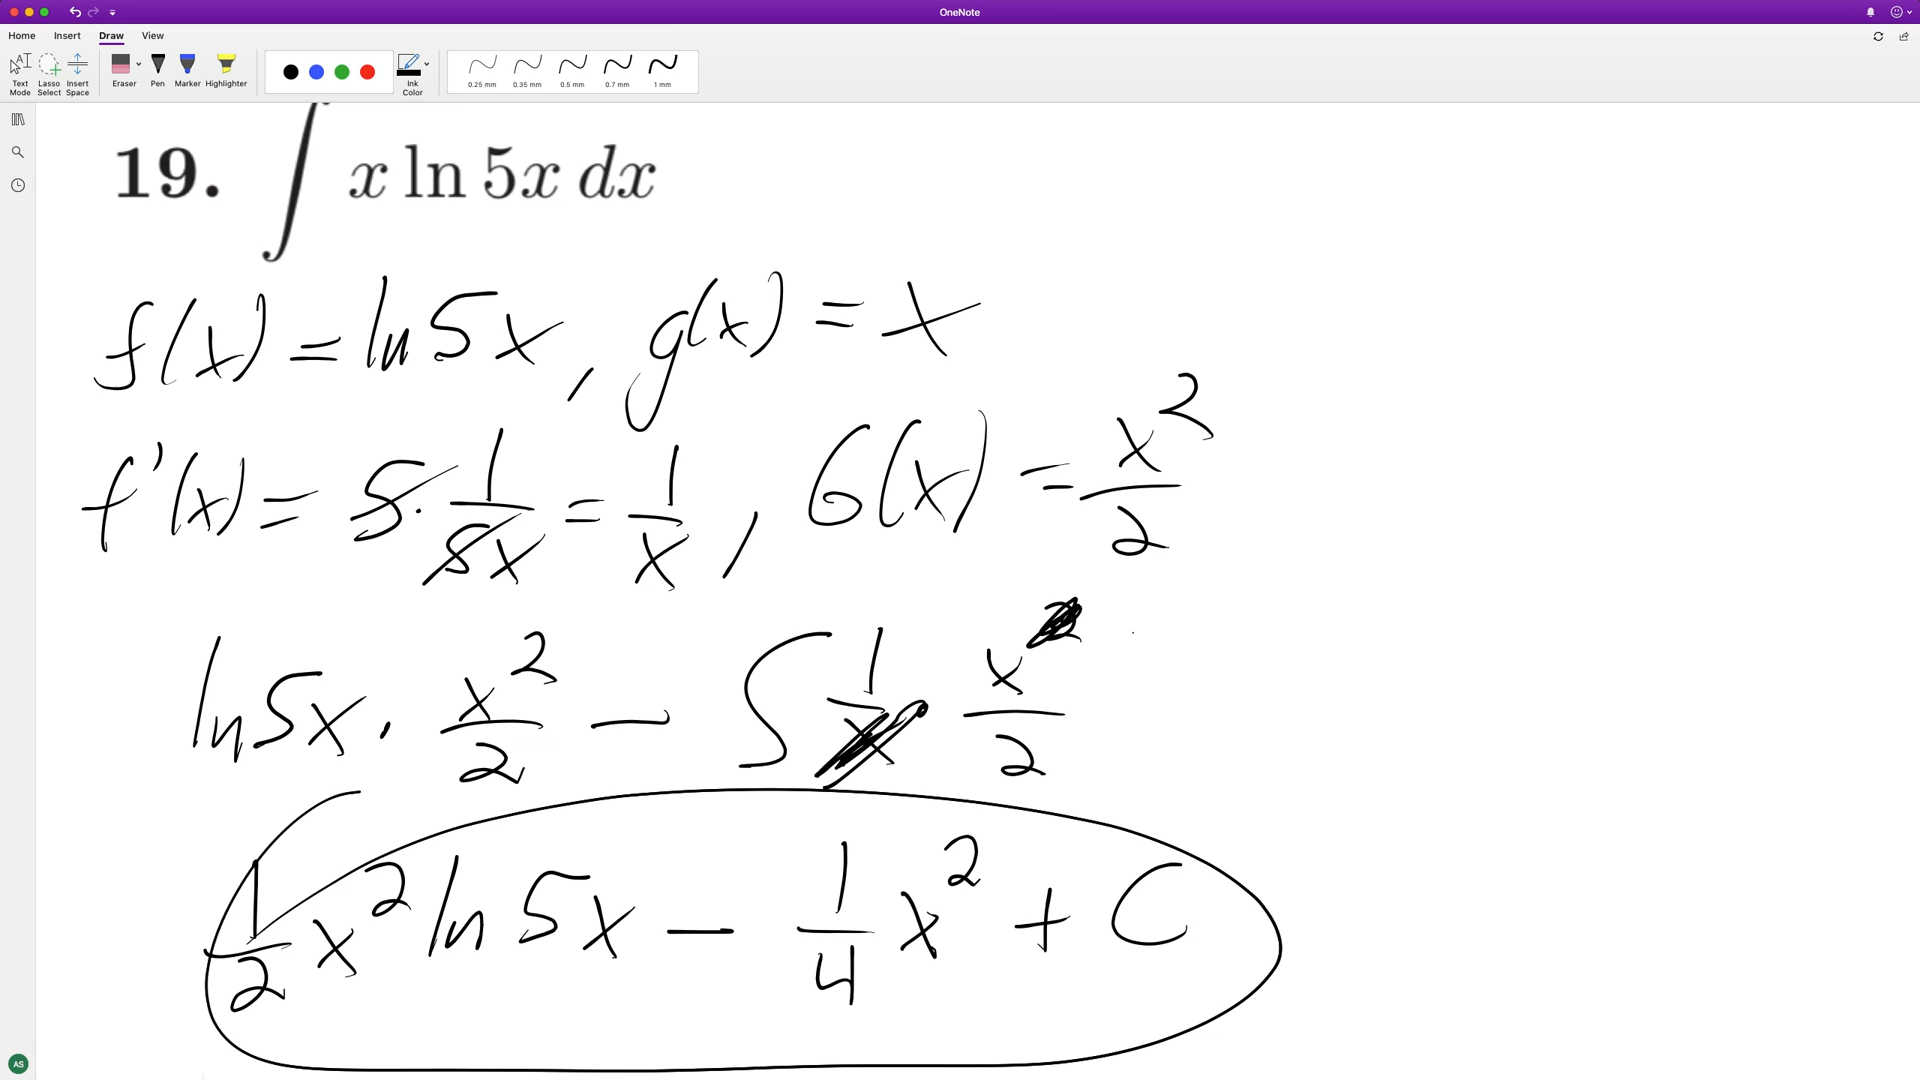 OneNote
Home Insert Draw View
Text Mode Lasso Select Insert Space Eraser Pen Marker Highlighter Ink Color 0.25 mm 0.35 mm 0.5 mm 0.7 mm 1 mm
19. ∫ x ln 5x dx
f(x) = ln 5x, g(x) = x
f'(x) = 5 · 1/5x = 1/x, G(x) = x²/2
ln 5x · x²/2 − ∫ 1/x x²/2
1/2 x² ln 5x − 1/4 x² + C
AS